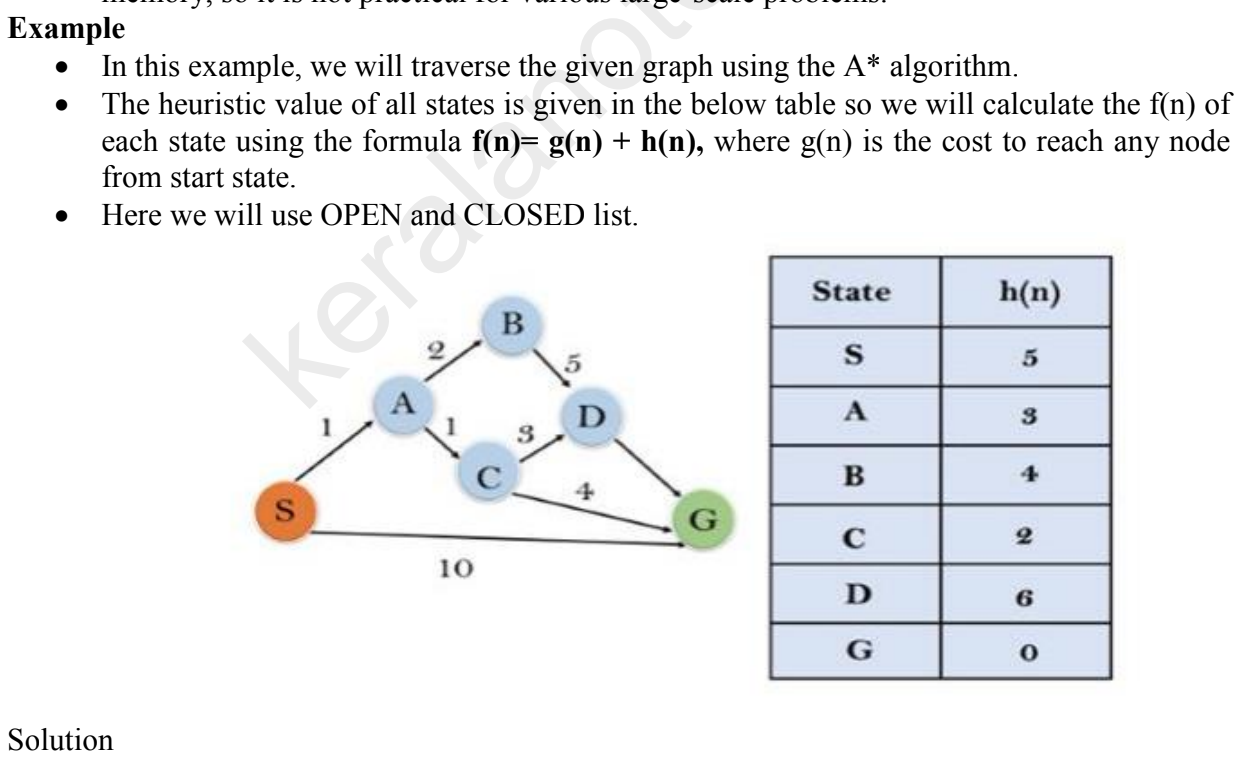 memory, so it is not practical for various large-scale problems.
Example
• In this example, we will traverse the given graph using the A* algorithm.
• The heuristic value of all states is given in the below table so we will calculate the f(n) of
each state using the formula f(n)= g(n) + h(n), where g(n) is the cost to reach any node
from start state.
• Here we will use OPEN and CLOSED list.
keralanot
B
2
5
A
D
1
1
3
C
4
S
G
10
State h(n)
S 5
A 3
B 4
C 2
D 6
G 0
Solution